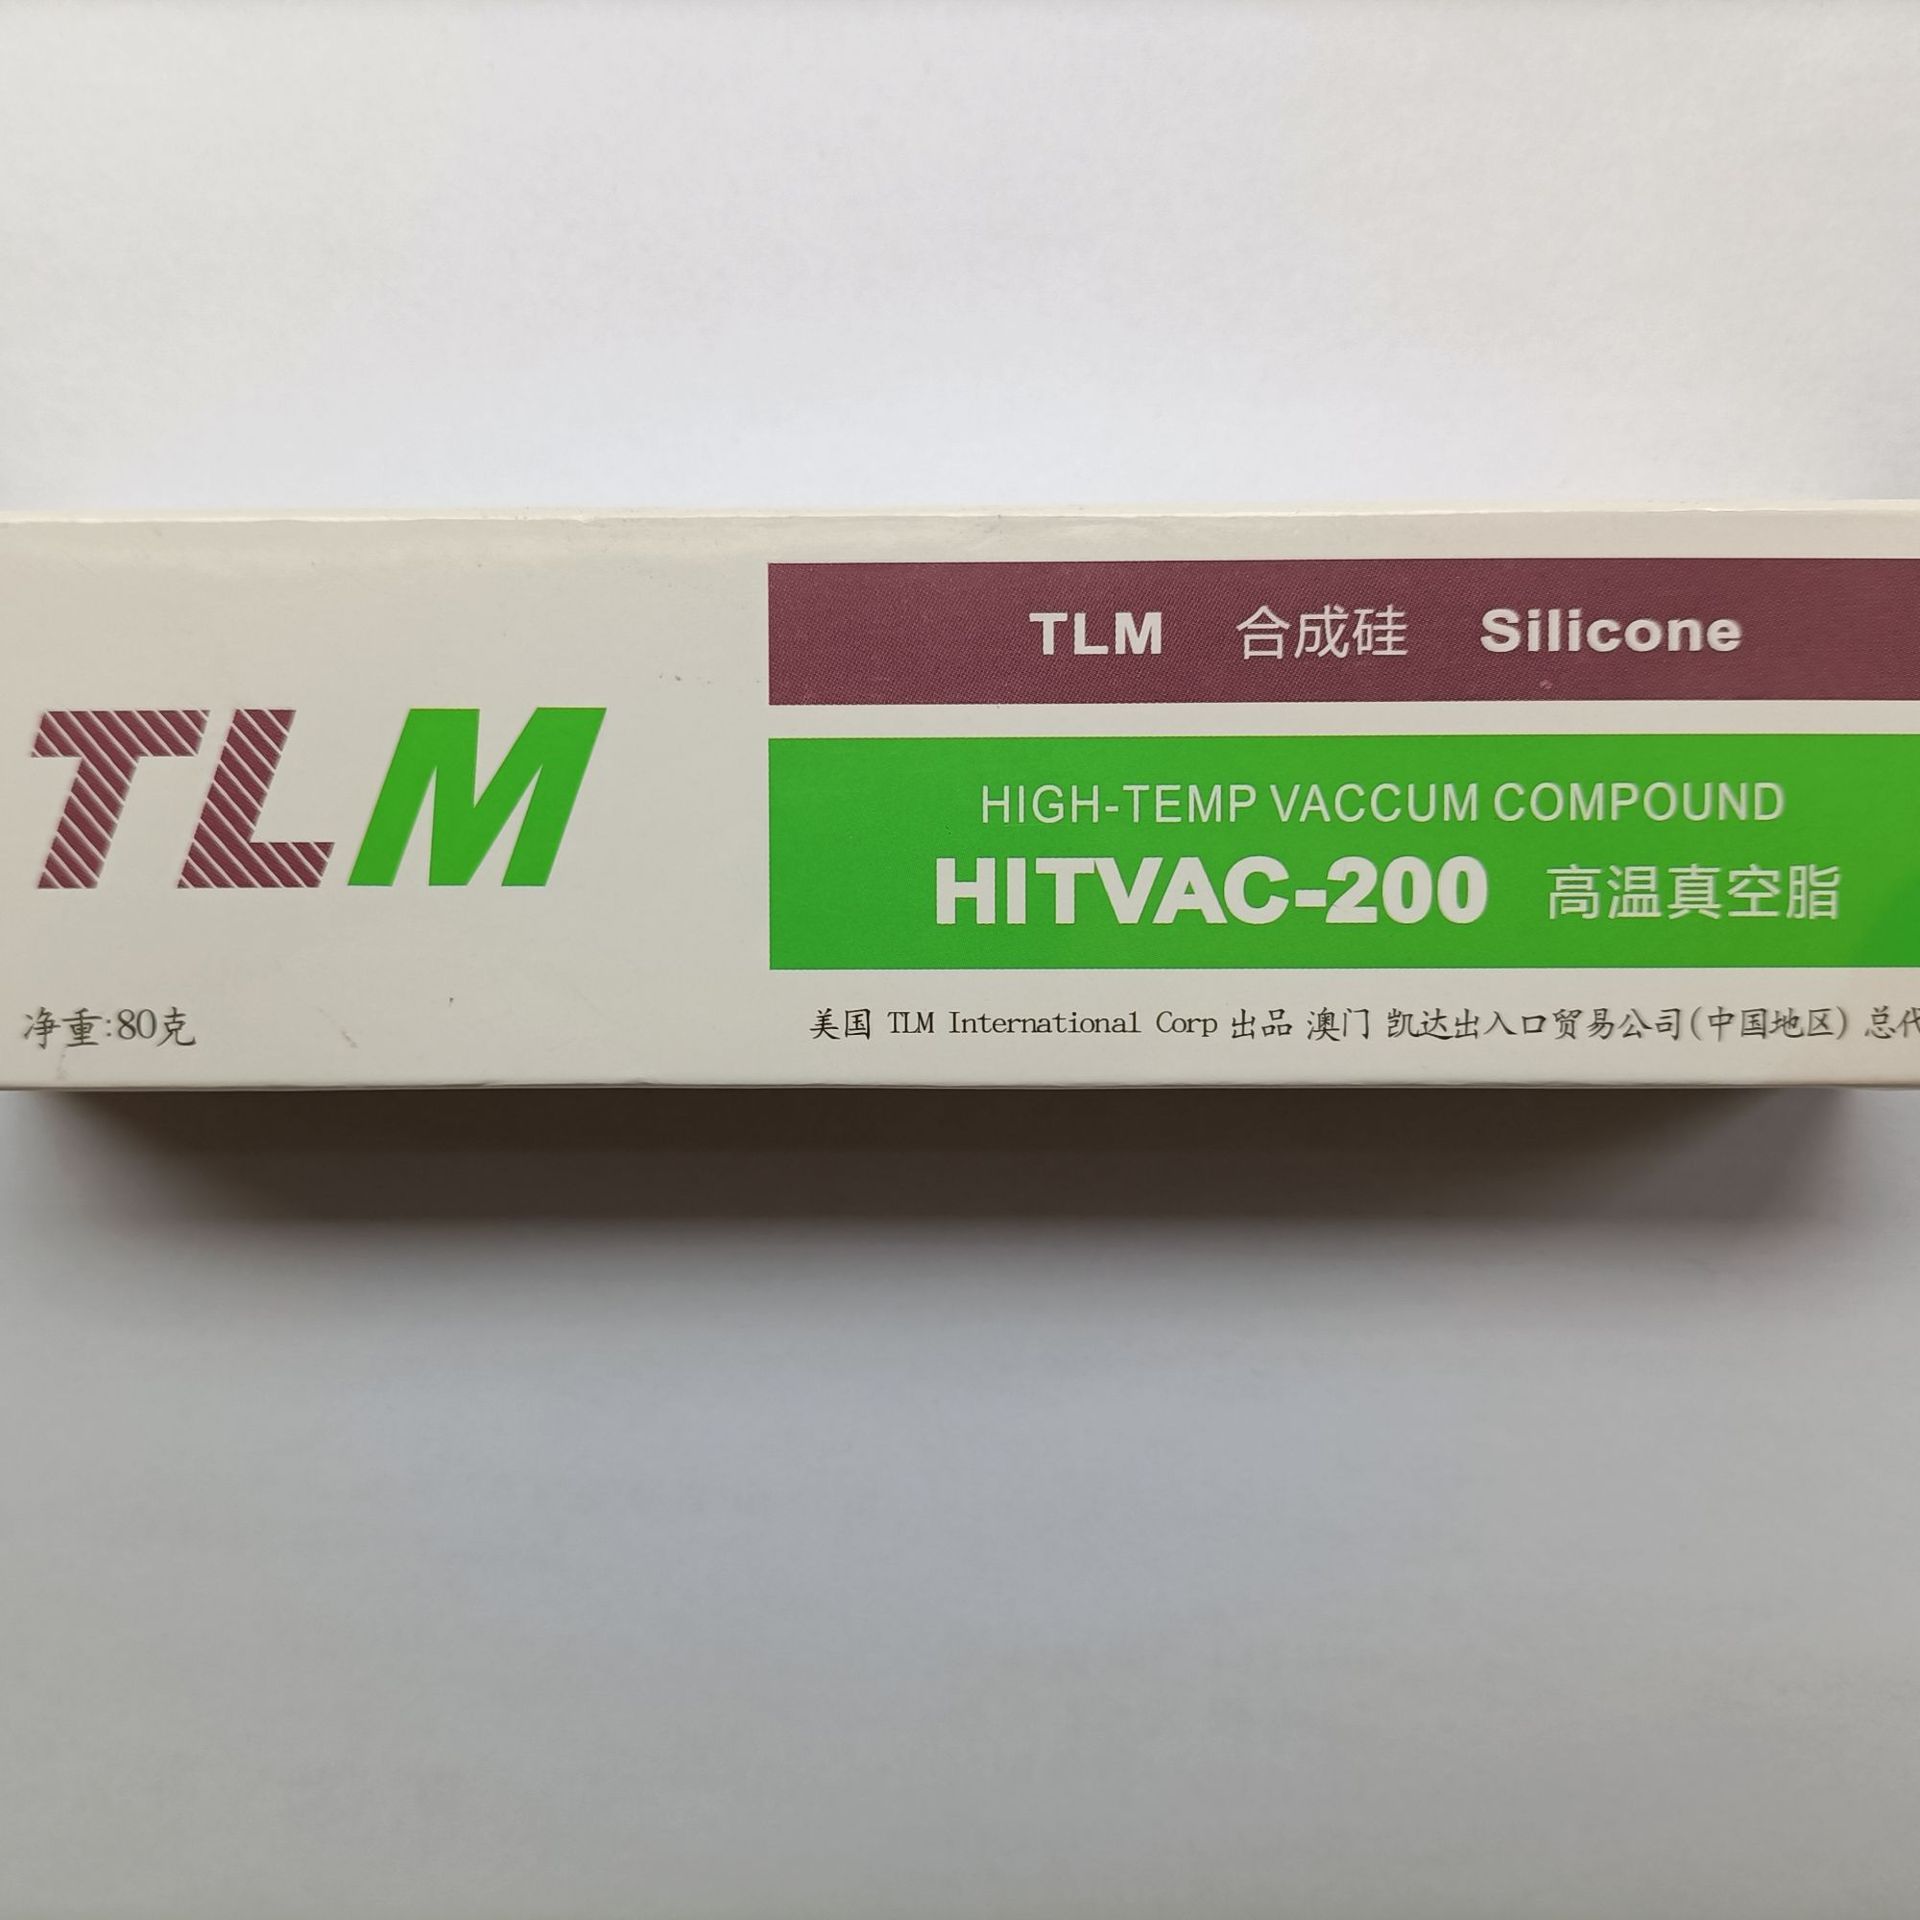 TLM
净重:80克
TLM 合成硅 Silicone
HIGH-TEMP VACCUM COMPOUND
HITVAC-200 高温真空脂
美国 TLM International Corp 出品 澳门 凯达出入口贸易公司(中国地区) 总代